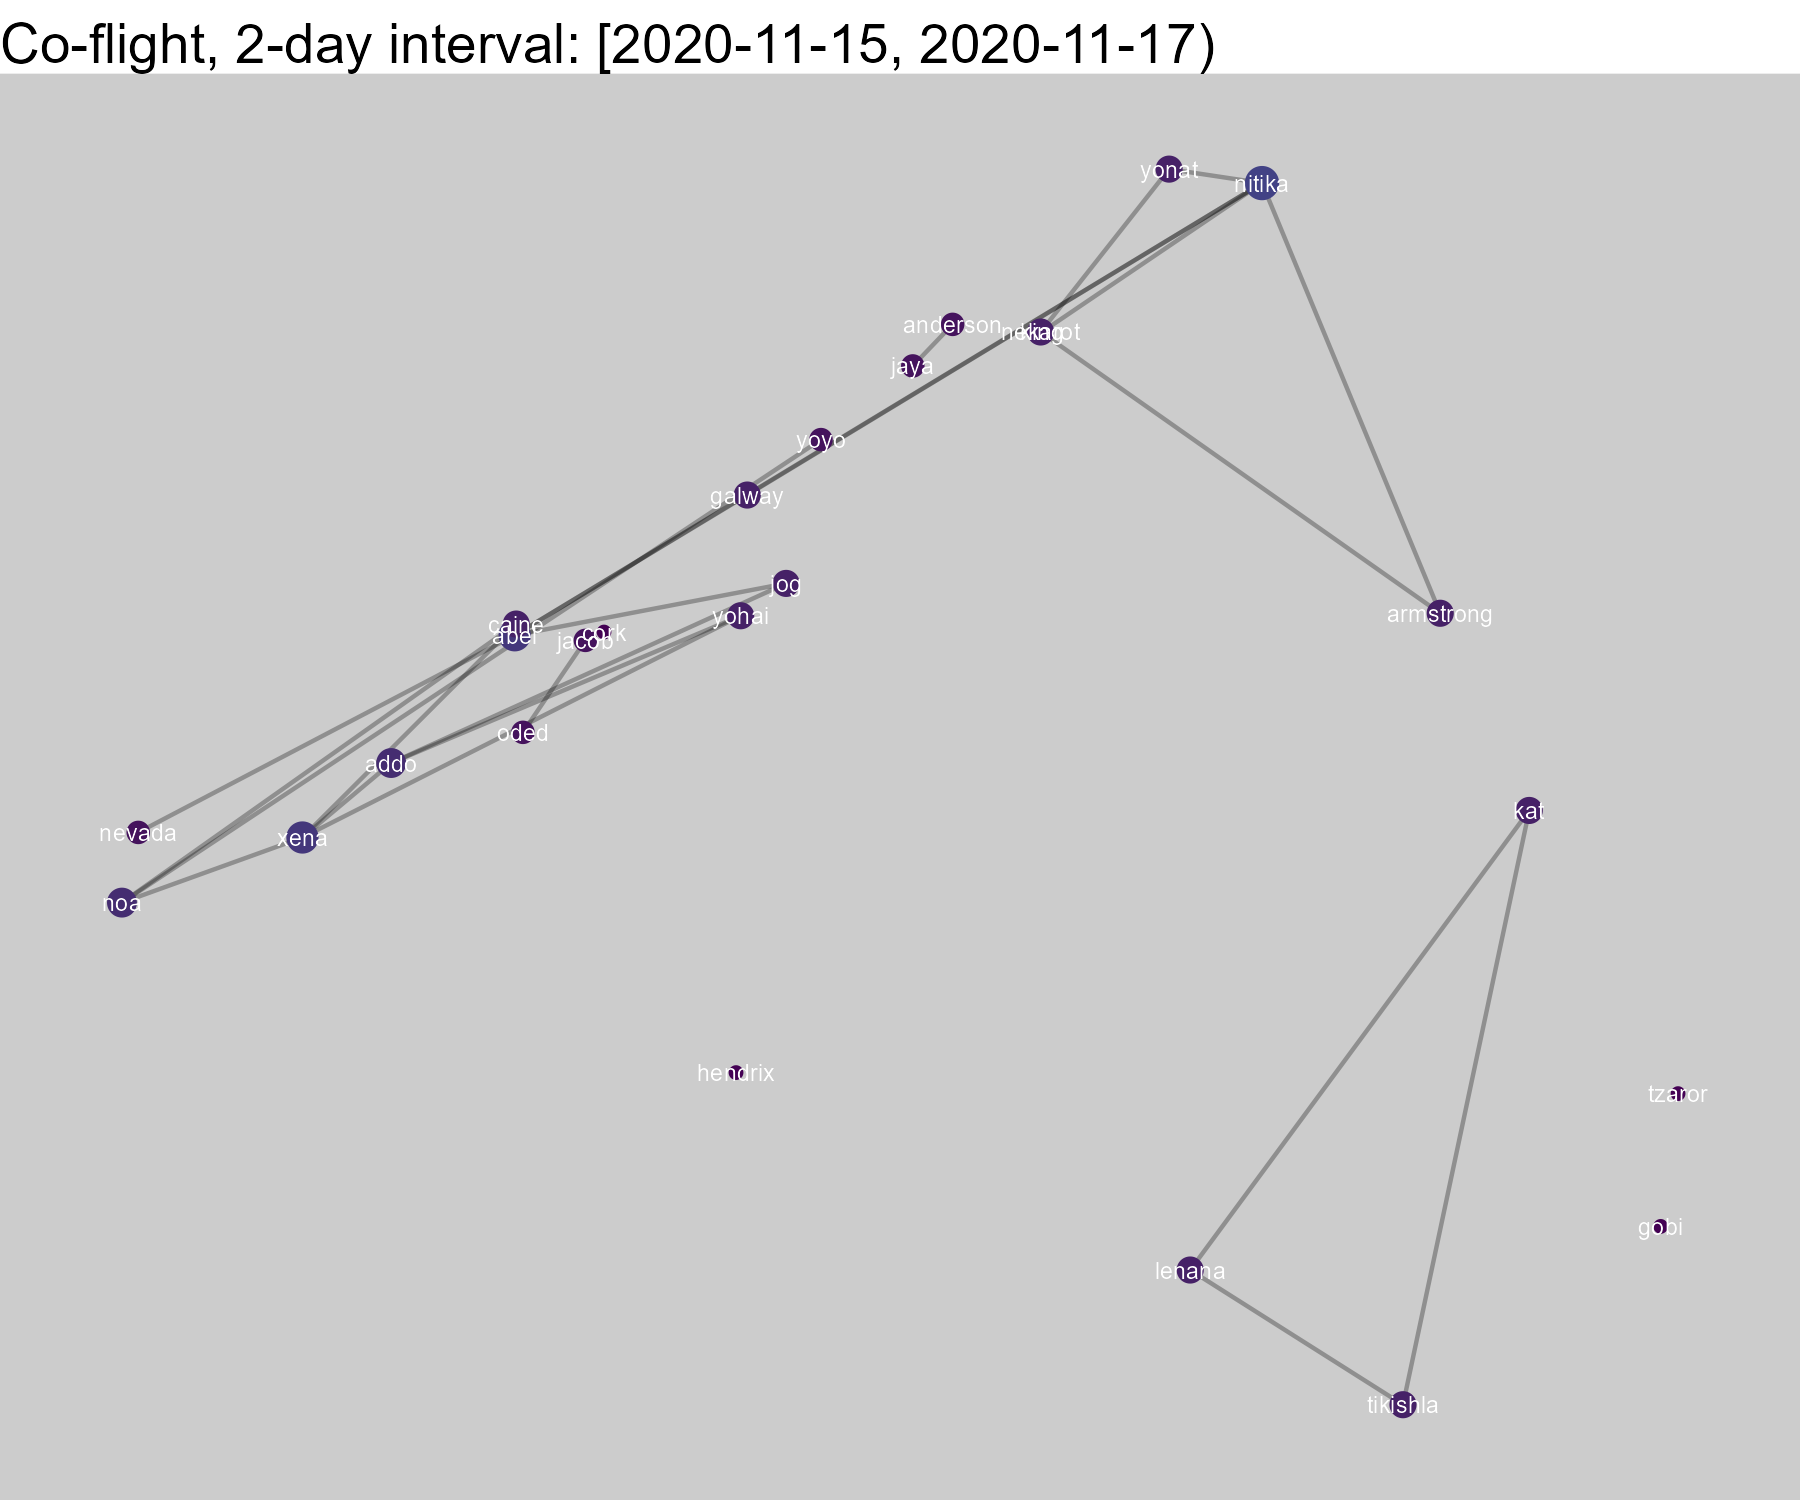 Co-flight, 2-day interval: [2020-11-15, 2020-11-17)
yonat
nitika
anderson
king
jaya
yoyo
galway
jog
yohai
caine
cork
abel
jacob
armstrong
oded
addo
kat
nevada
xena
noa
hendrix
tzaror
gobi
lenana
tikishla